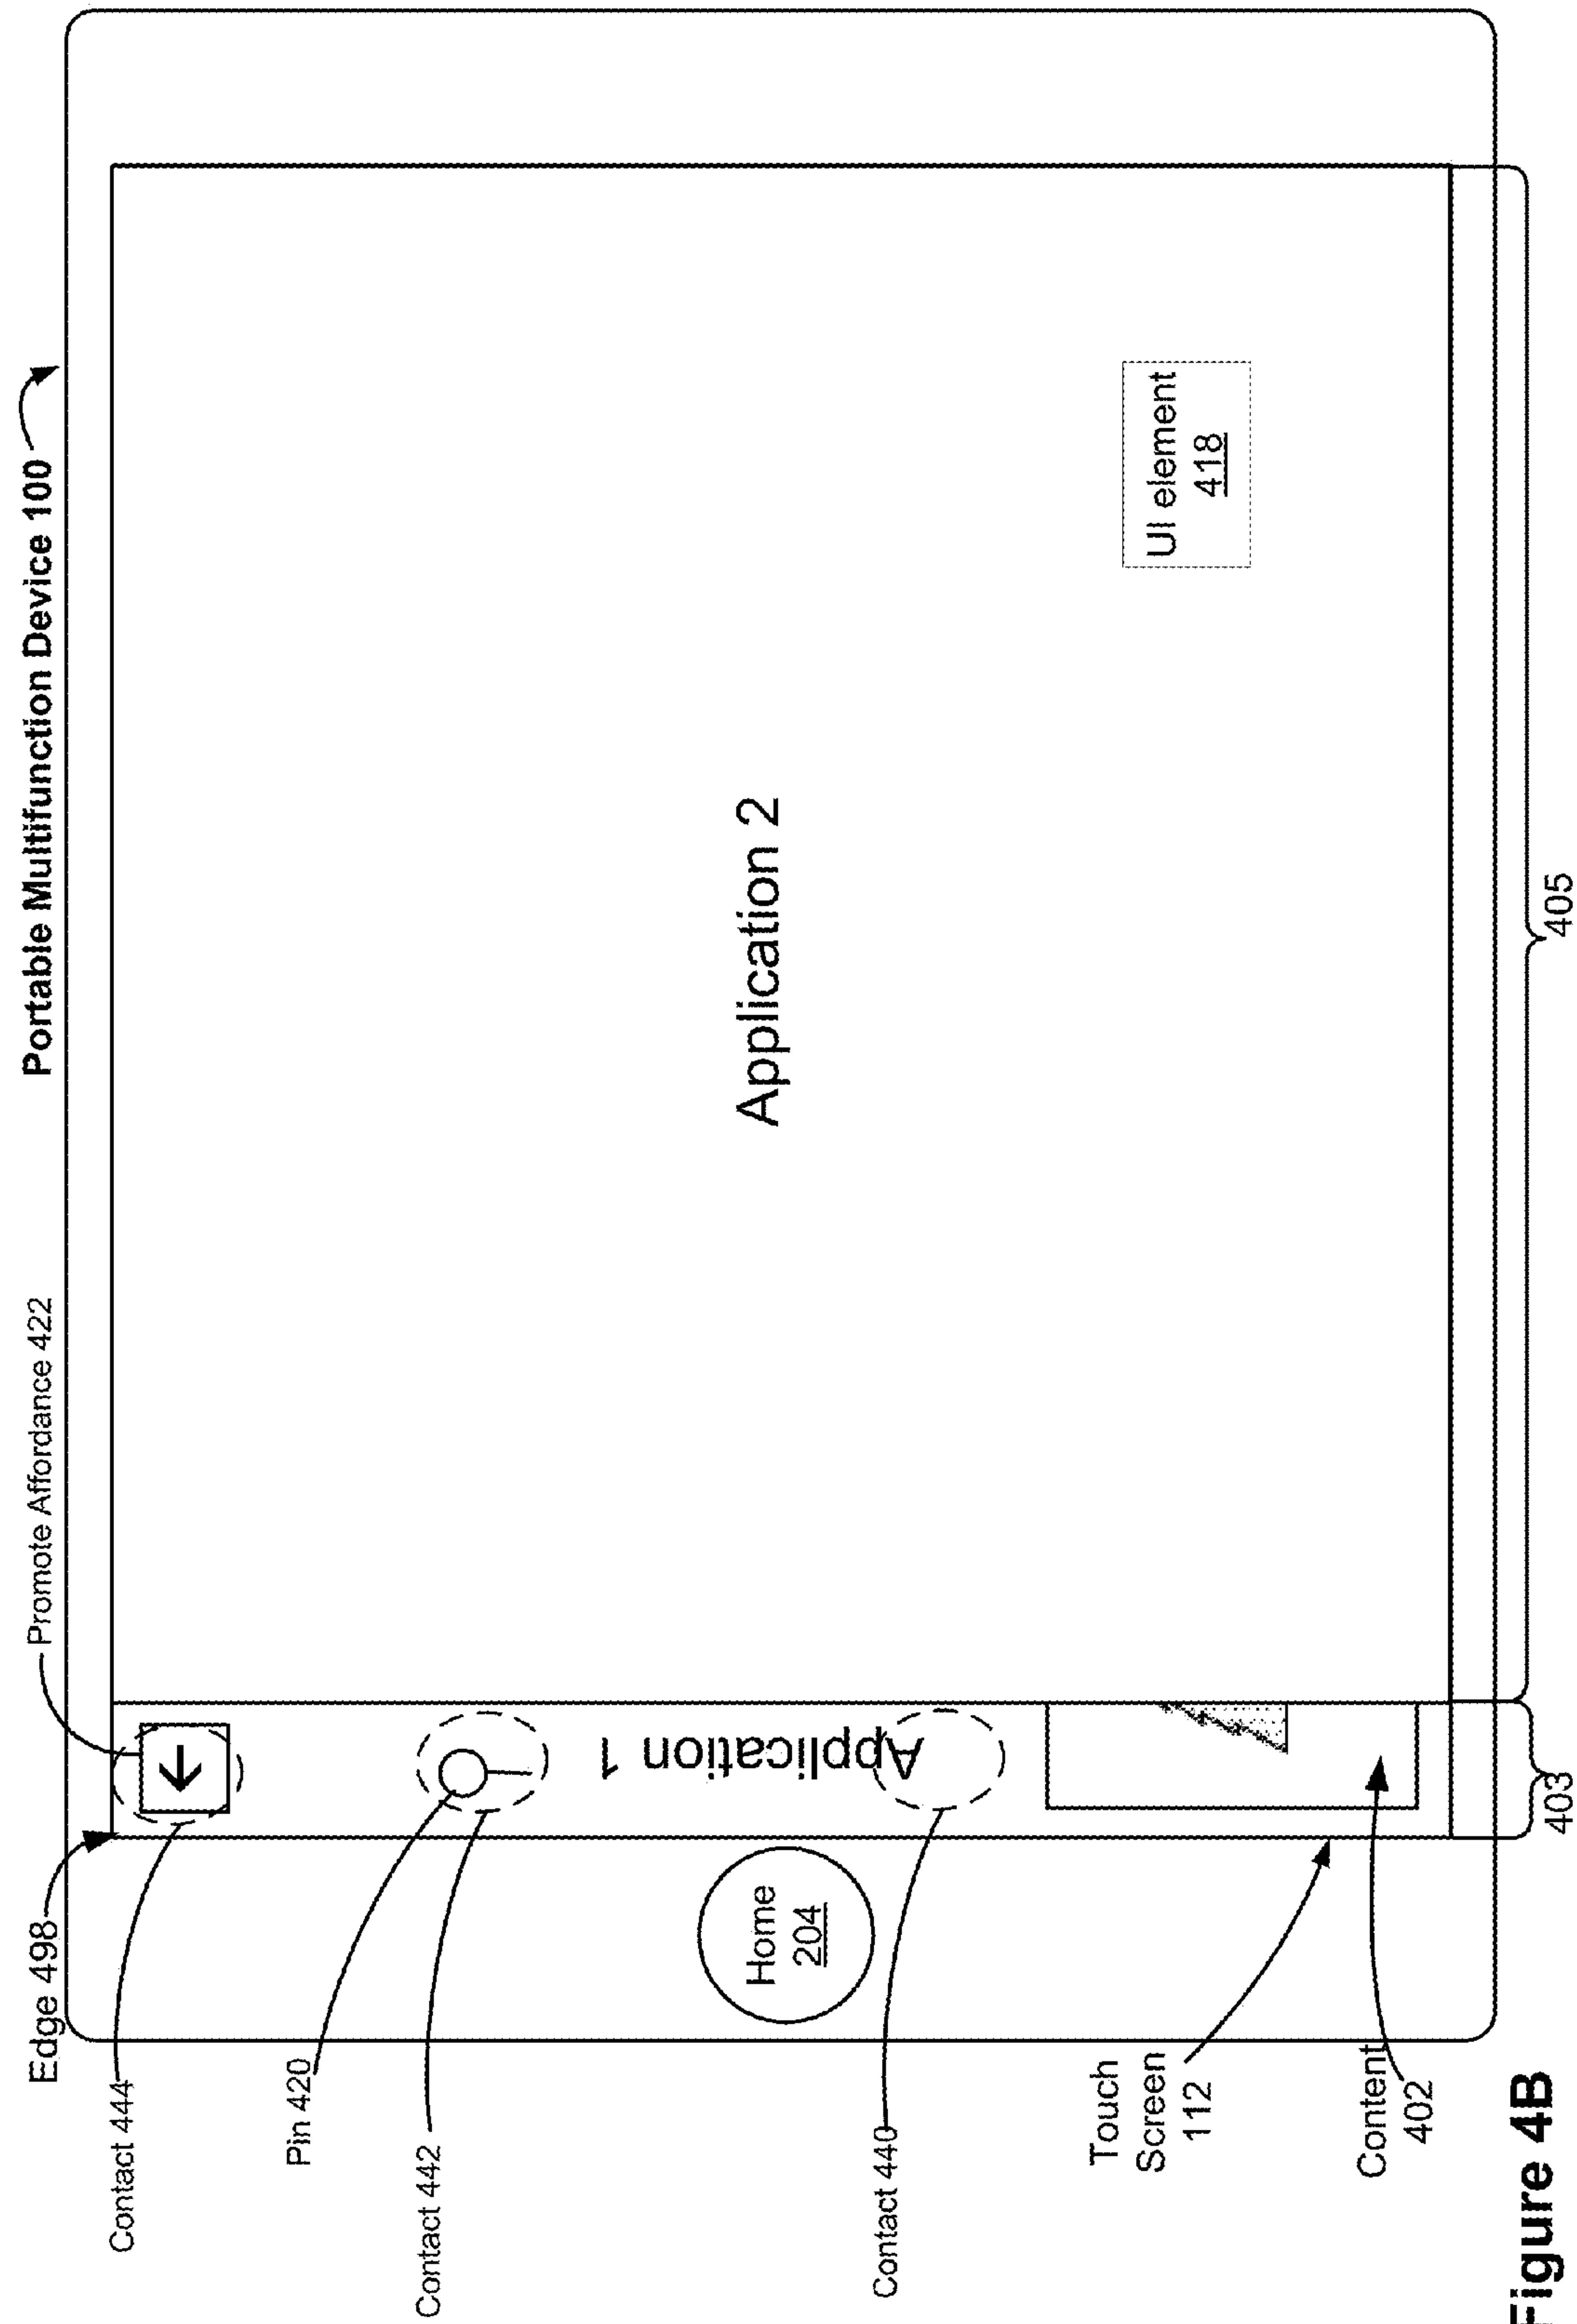 Portable Multifunction Device 100
Promote Affordance 422
Edge 498
Contact 444
Pin 420
Contact 442
Application 1
Contact 440
Home
204
Touch
Screen
112
Content
402
Application 2
UI element
418
403
405
Figure 4B